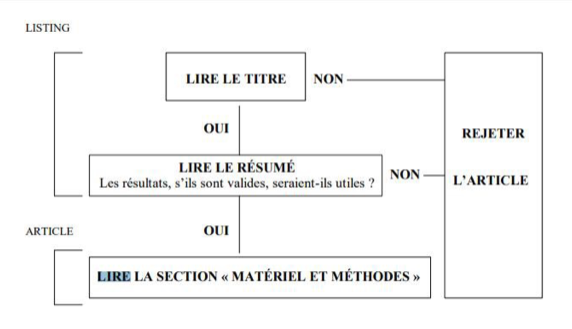 LISTING
LIRE LE TITRE
NON
OUI
REJETER
L'ARTICLE
LIRE LE RÉSUMÉ
Les résultats, s'ils sont valides, seraient-ils utiles ?
NON
ARTICLE
OUI
LIRE LA SECTION « MATÉRIEL ET MÉTHODES »